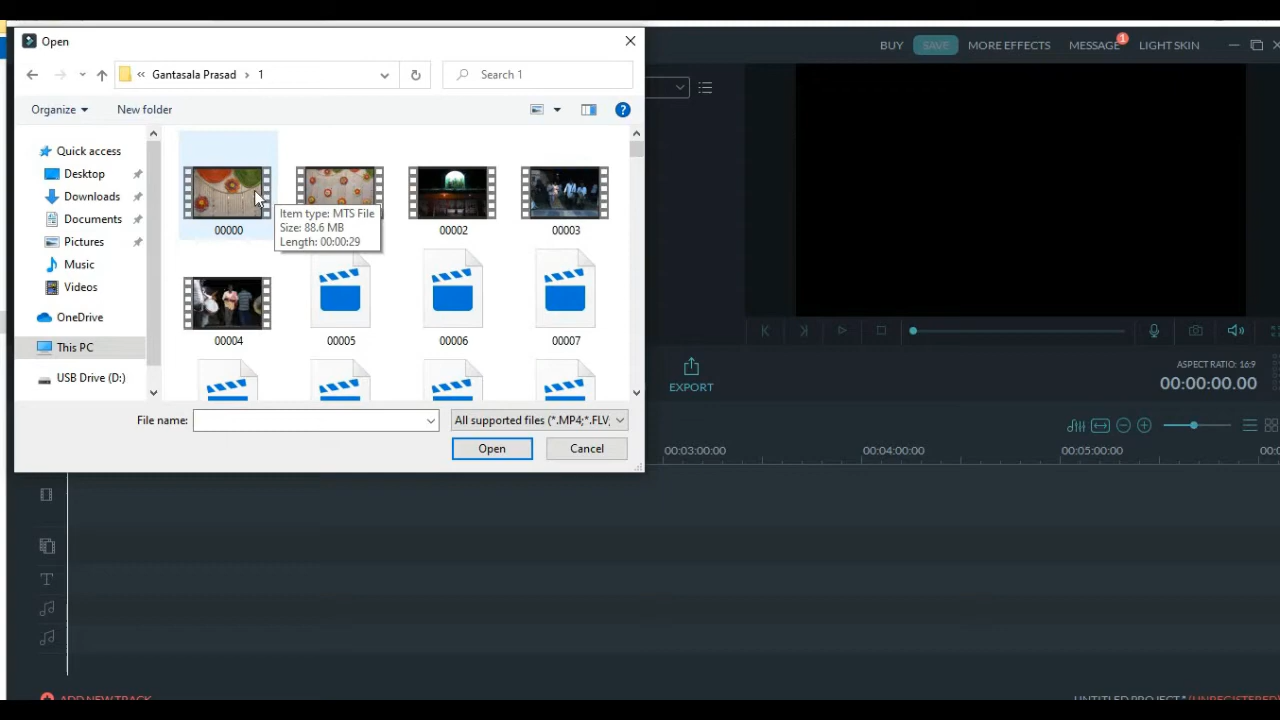 Open
BUY
SAVE
MORE EFFECTS
MESSAGE
1
LIGHT SKIN
Gantasala Prasad
1
Search 1
Organize
New folder
Quick access
Desktop
Downloads
Documents
Pictures
Music
Videos
OneDrive
This PC
USB Drive (D:)
Item type: MTS File
Size: 88.6 MB
Length: 00:00:29
00000
00002
00003
00004
00005
00006
00007
File name:
All supported files (*.MP4;*.FLV,
Open
Cancel
EXPORT
ASPECT RATIO: 16:9
00:00:00.00
00:03:00:00
00:04:00:00
00:05:00:00
T
ADD NEW TRACK
UNTITLED PROJECT * (UNREGISTERED)